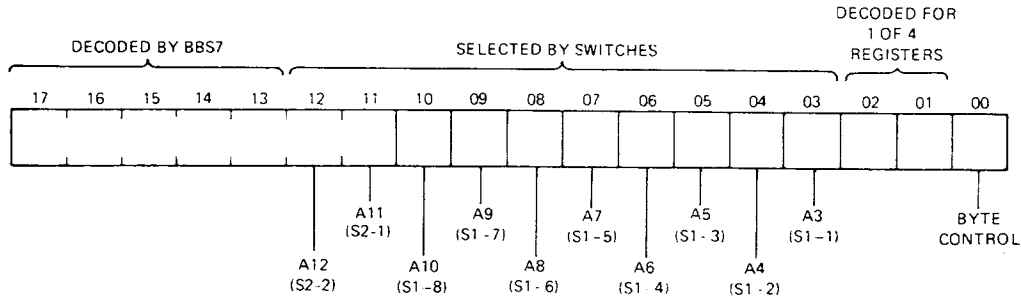 DECODED FOR
1 OF 4
REGISTERS
DECODED BY BBS7
SELECTED BY SWITCHES
17 16 15 14 13 12 11 10 09 08 07 06 05 04 03 02 01 00
A11 A9 A7 A5 A3 BYTE
(S2-1) (S1-7) (S1-5) (S1-3) (S1-1) CONTROL
A12 A10 A8 A6 A4
(S2-2) (S1-8) (S1-6) (S1-4) (S1-2)